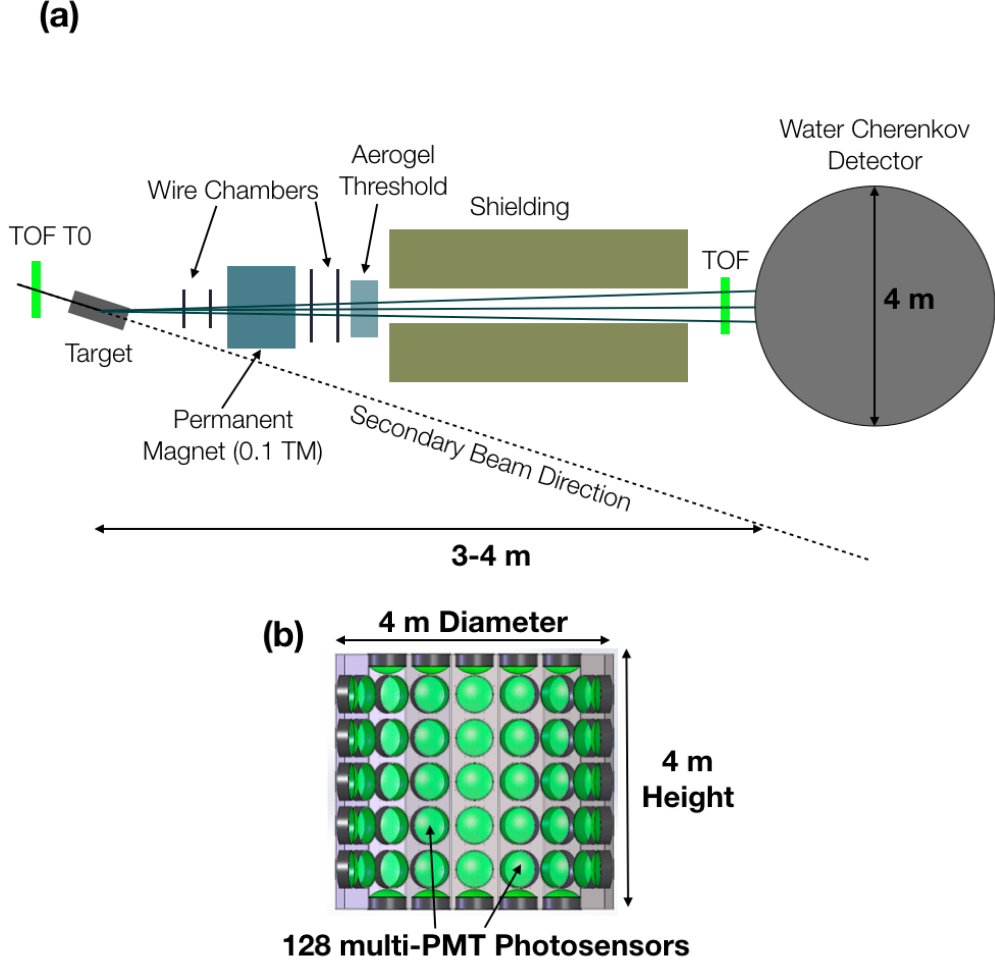 (a)
Water Cherenkov
Detector
Aerogel
Threshold
Wire Chambers
Shielding
TOF T0
TOF
4 m
Target
Permanent
Magnet (0.1 TM)
Secondary Beam Direction
3-4 m
(b)
4 m Diameter
4 m
Height
128 multi-PMT Photosensors